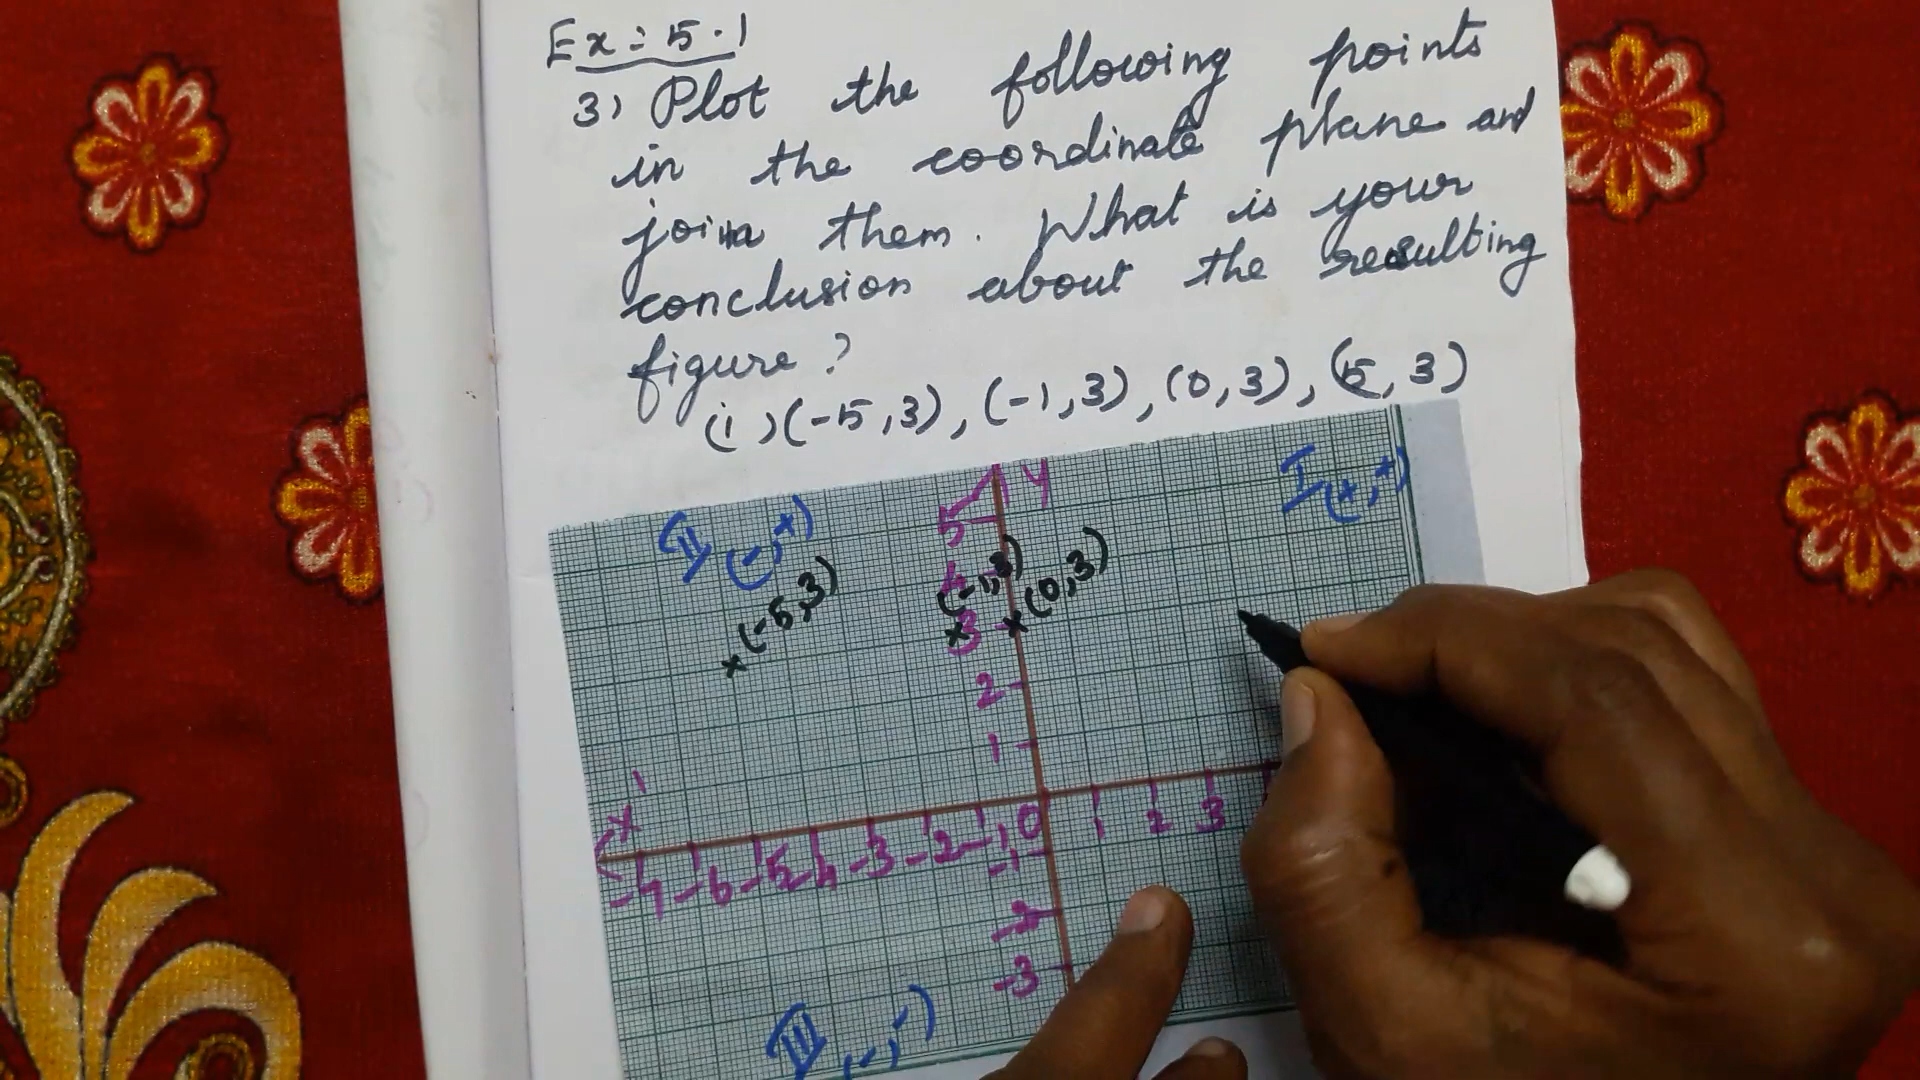 Ex: 5.1
3) Plot the following points
in the coordinate plane and
join them. What is your
conclusion about the resulting
figure?
(i) (-5,3), (-1,3), (0,3), (5,3)
Y
5
I (+,+)
II (-,+)
(-5,3)
(-1,3)
(0,3)
4
3
2
1
X'
-7 -6 -5 -4 -3 -2 -1 0 1 2 3
-1
-2
-3
III (-,-)